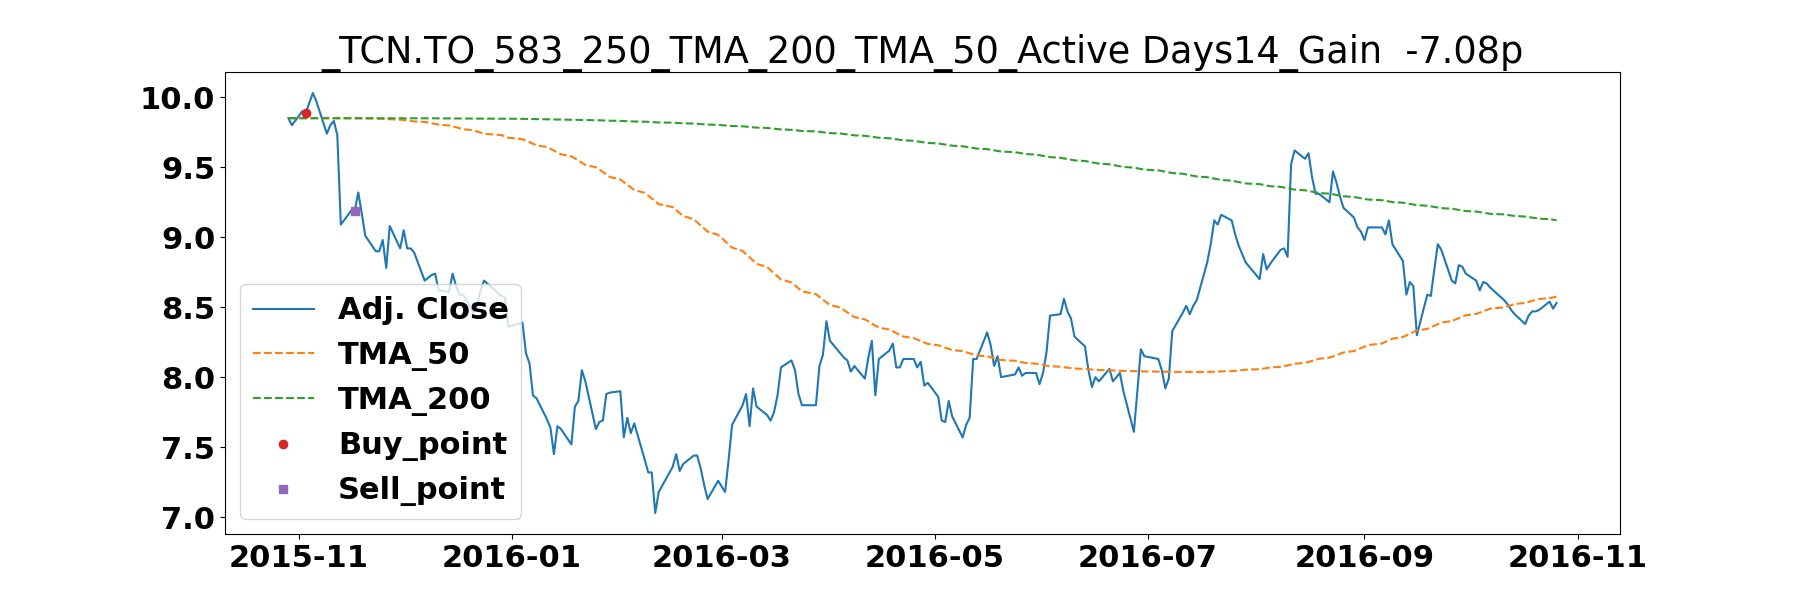 _TCN.TO_583_250_TMA_200_TMA_50_Active Days14_Gain  -7.08p
10.0
9.5
9.0
8.5
8.0
7.5
7.0
Adj. Close
TMA_50
TMA_200
Buy_point
Sell_point
2015-11 2016-01 2016-03 2016-05 2016-07 2016-09 2016-11